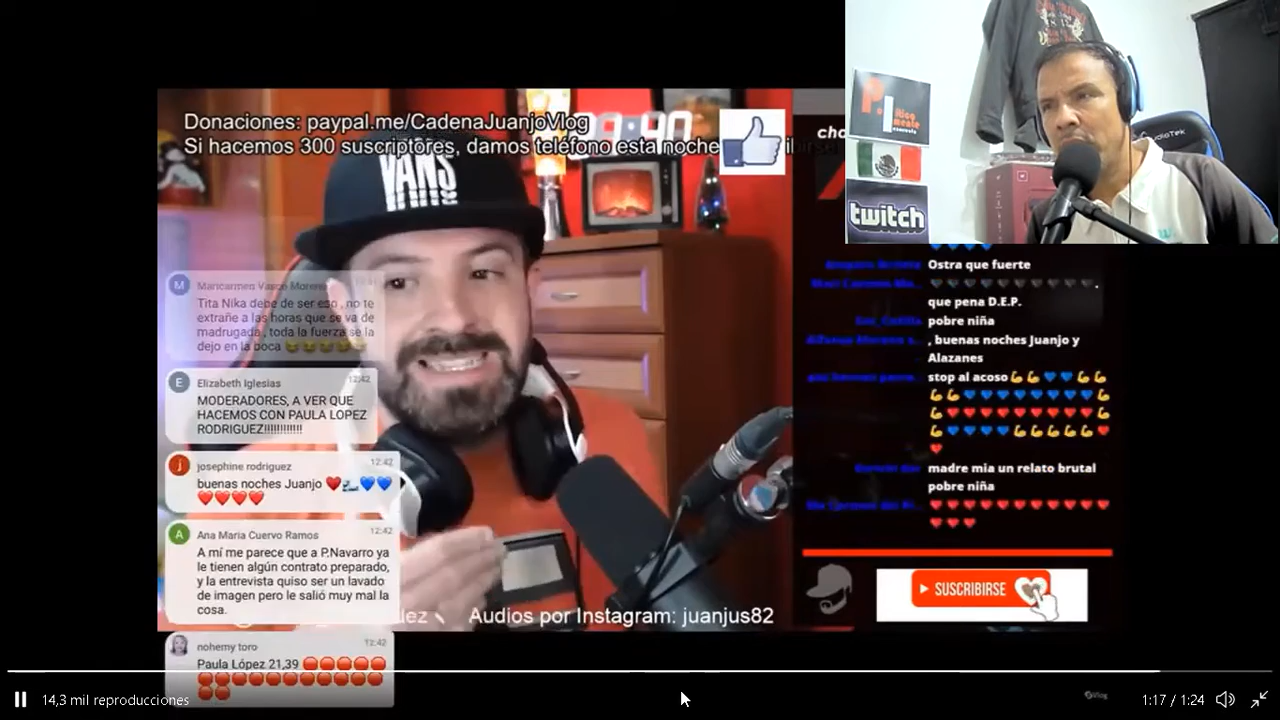 Donaciones: paypal.me/CadenaJuanjoVlog
Si hacemos 300 suscriptores, damos teléfono esta noche
VANS
Maricarmen Vasco Moreno
Tita Nika debe de ser eso , no te
extrañe a las horas que se va de
madrugada , toda la fuerza se la
dejo en la boca
Elizabeth Iglesias 12:42
MODERADORES, A VER QUE
HACEMOS CON PAULA LOPEZ
RODRIGUEZ!!!!!!!!!!!!
josephine rodriguez 12:42
buenas noches Juanjo ❤️💙💙
❤️❤️❤️❤️
Ana Maria Cuervo Ramos 12:42
A mí me parece que a P.Navarro ya
le tienen algún contrato preparado,
y la entrevista quiso ser un lavado
de imagen pero le salió muy mal la
cosa.
nohemy toro 12:42
Paula López 21,39
Audios por Instagram: juanjus82
twitch
Ostra que fuerte
que pena D.E.P.
pobre niña
, buenas noches Juanjo y
Alazanes
stop al acoso
madre mia un relato brutal
pobre niña
SUSCRIBIRSE
14,3 mil reproducciones
Vlog
1:17 / 1:24